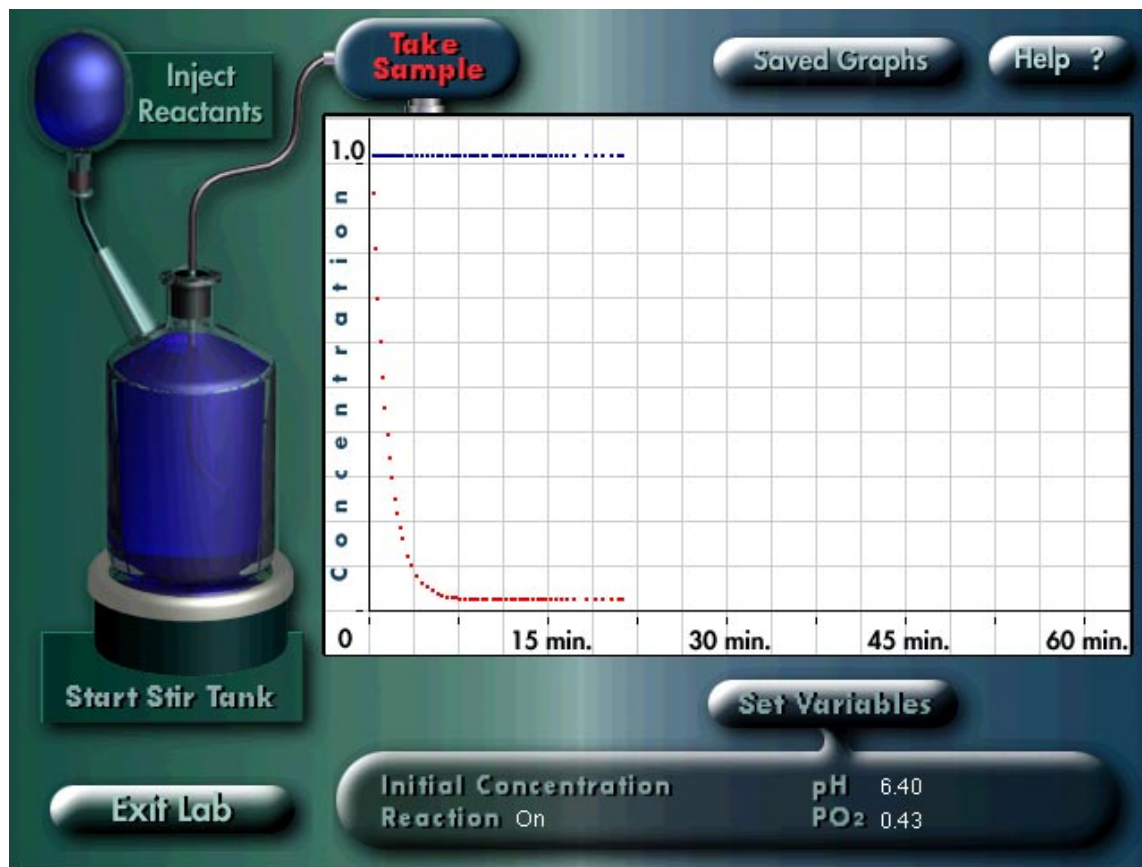 Take
Sample
Saved Graphs
Help ?
Inject
Reactants
1.0
Concentration
0 15 min. 30 min. 45 min. 60 min.
Start Stir Tank
Set Variables
Initial Concentration pH 6.40
Reaction On PO2 0.43
Exit Lab